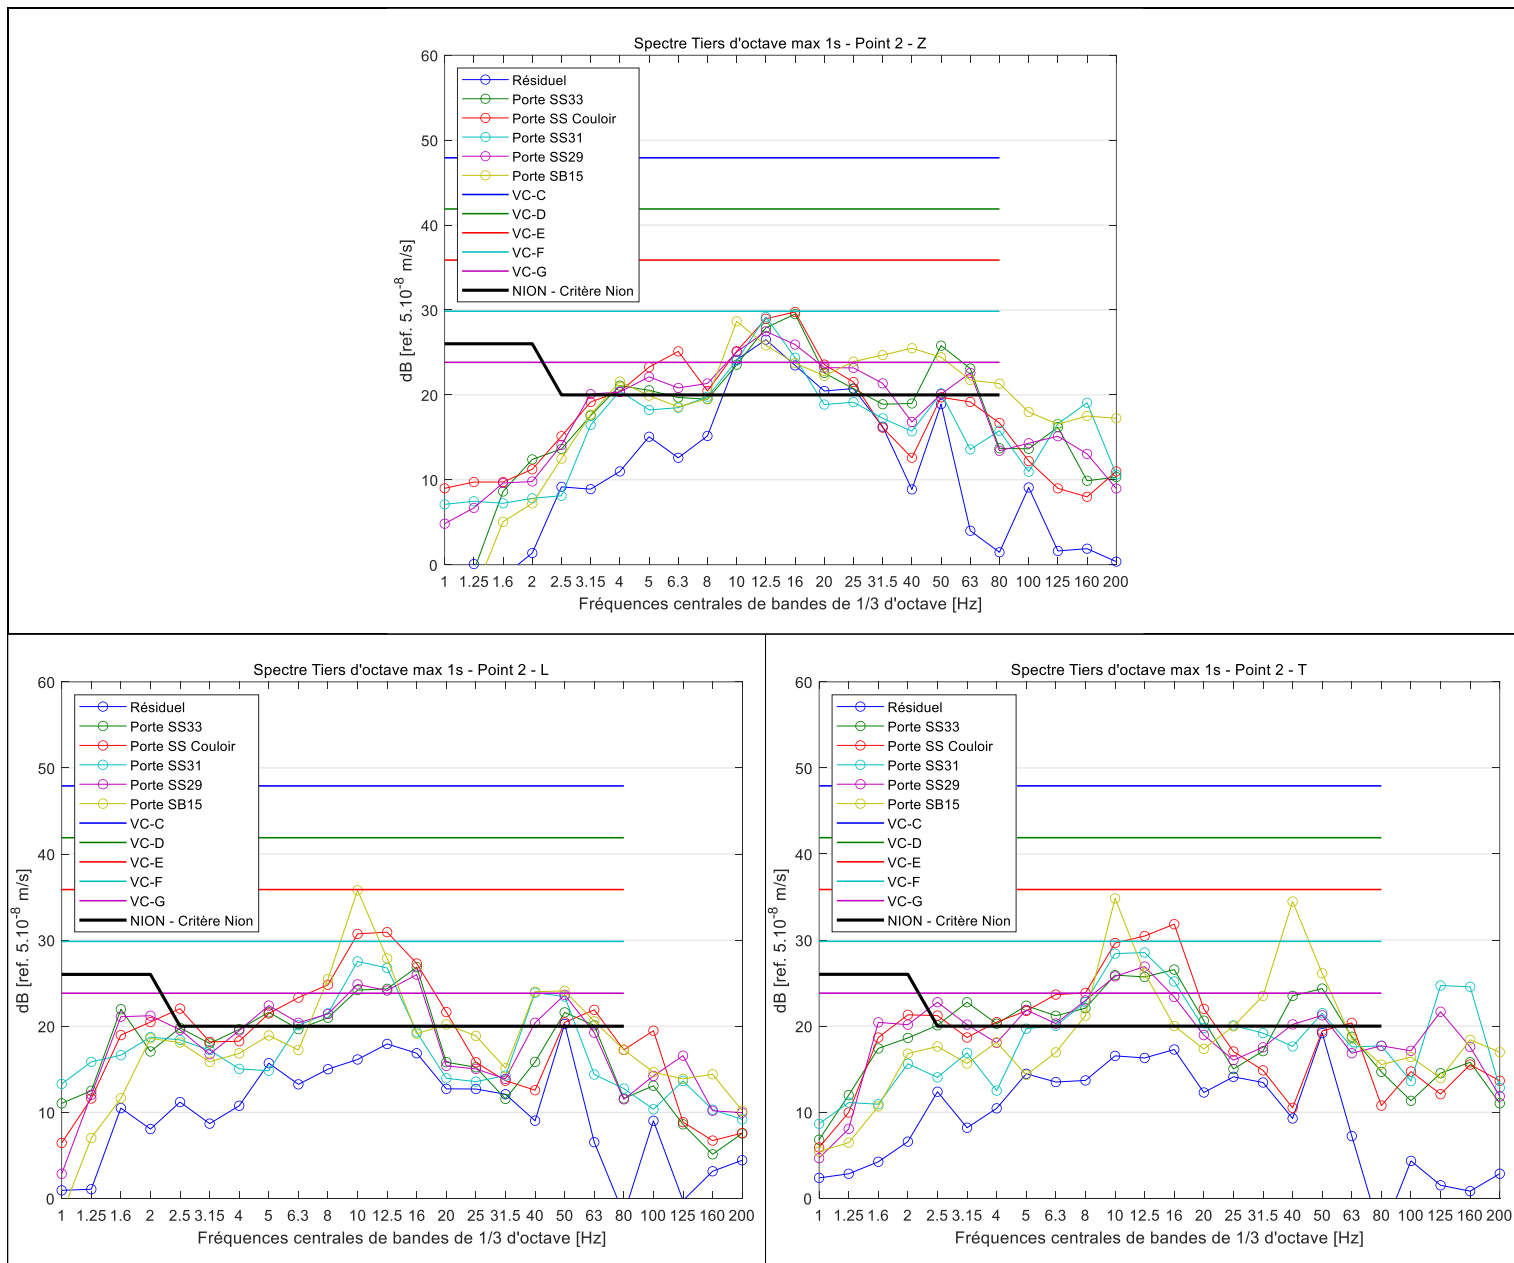 Spectre Tiers d'octave max 1s - Point 2 - Z
60
50
40
30
20
10
0
dB [ref. 5.10-8 m/s]
Résiduel
Porte SS33
Porte SS Couloir
Porte SS31
Porte SS29
Porte SB15
VC-C
VC-D
VC-E
VC-F
VC-G
NION - Critère Nion
1 1.25 1.6 2 2.5 3.15 4 5 6.3 8 10 12.5 16 20 25 31.5 40 50 63 80 100 125 160 200
Fréquences centrales de bandes de 1/3 d'octave [Hz]
Spectre Tiers d'octave max 1s - Point 2 - L
60
50
40
30
20
10
0
dB [ref. 5.10-8 m/s]
Résiduel
Porte SS33
Porte SS Couloir
Porte SS31
Porte SS29
Porte SB15
VC-C
VC-D
VC-E
VC-F
VC-G
NION - Critère Nion
1 1.25 1.6 2 2.5 3.15 4 5 6.3 8 10 12.5 16 20 25 31.5 40 50 63 80 100 125 160 200
Fréquences centrales de bandes de 1/3 d'octave [Hz]
Spectre Tiers d'octave max 1s - Point 2 - T
60
50
40
30
20
10
0
dB [ref. 5.10-8 m/s]
Résiduel
Porte SS33
Porte SS Couloir
Porte SS31
Porte SS29
Porte SB15
VC-C
VC-D
VC-E
VC-F
VC-G
NION - Critère Nion
1 1.25 1.6 2 2.5 3.15 4 5 6.3 8 10 12.5 16 20 25 31.5 40 50 63 80 100 125 160 200
Fréquences centrales de bandes de 1/3 d'octave [Hz]